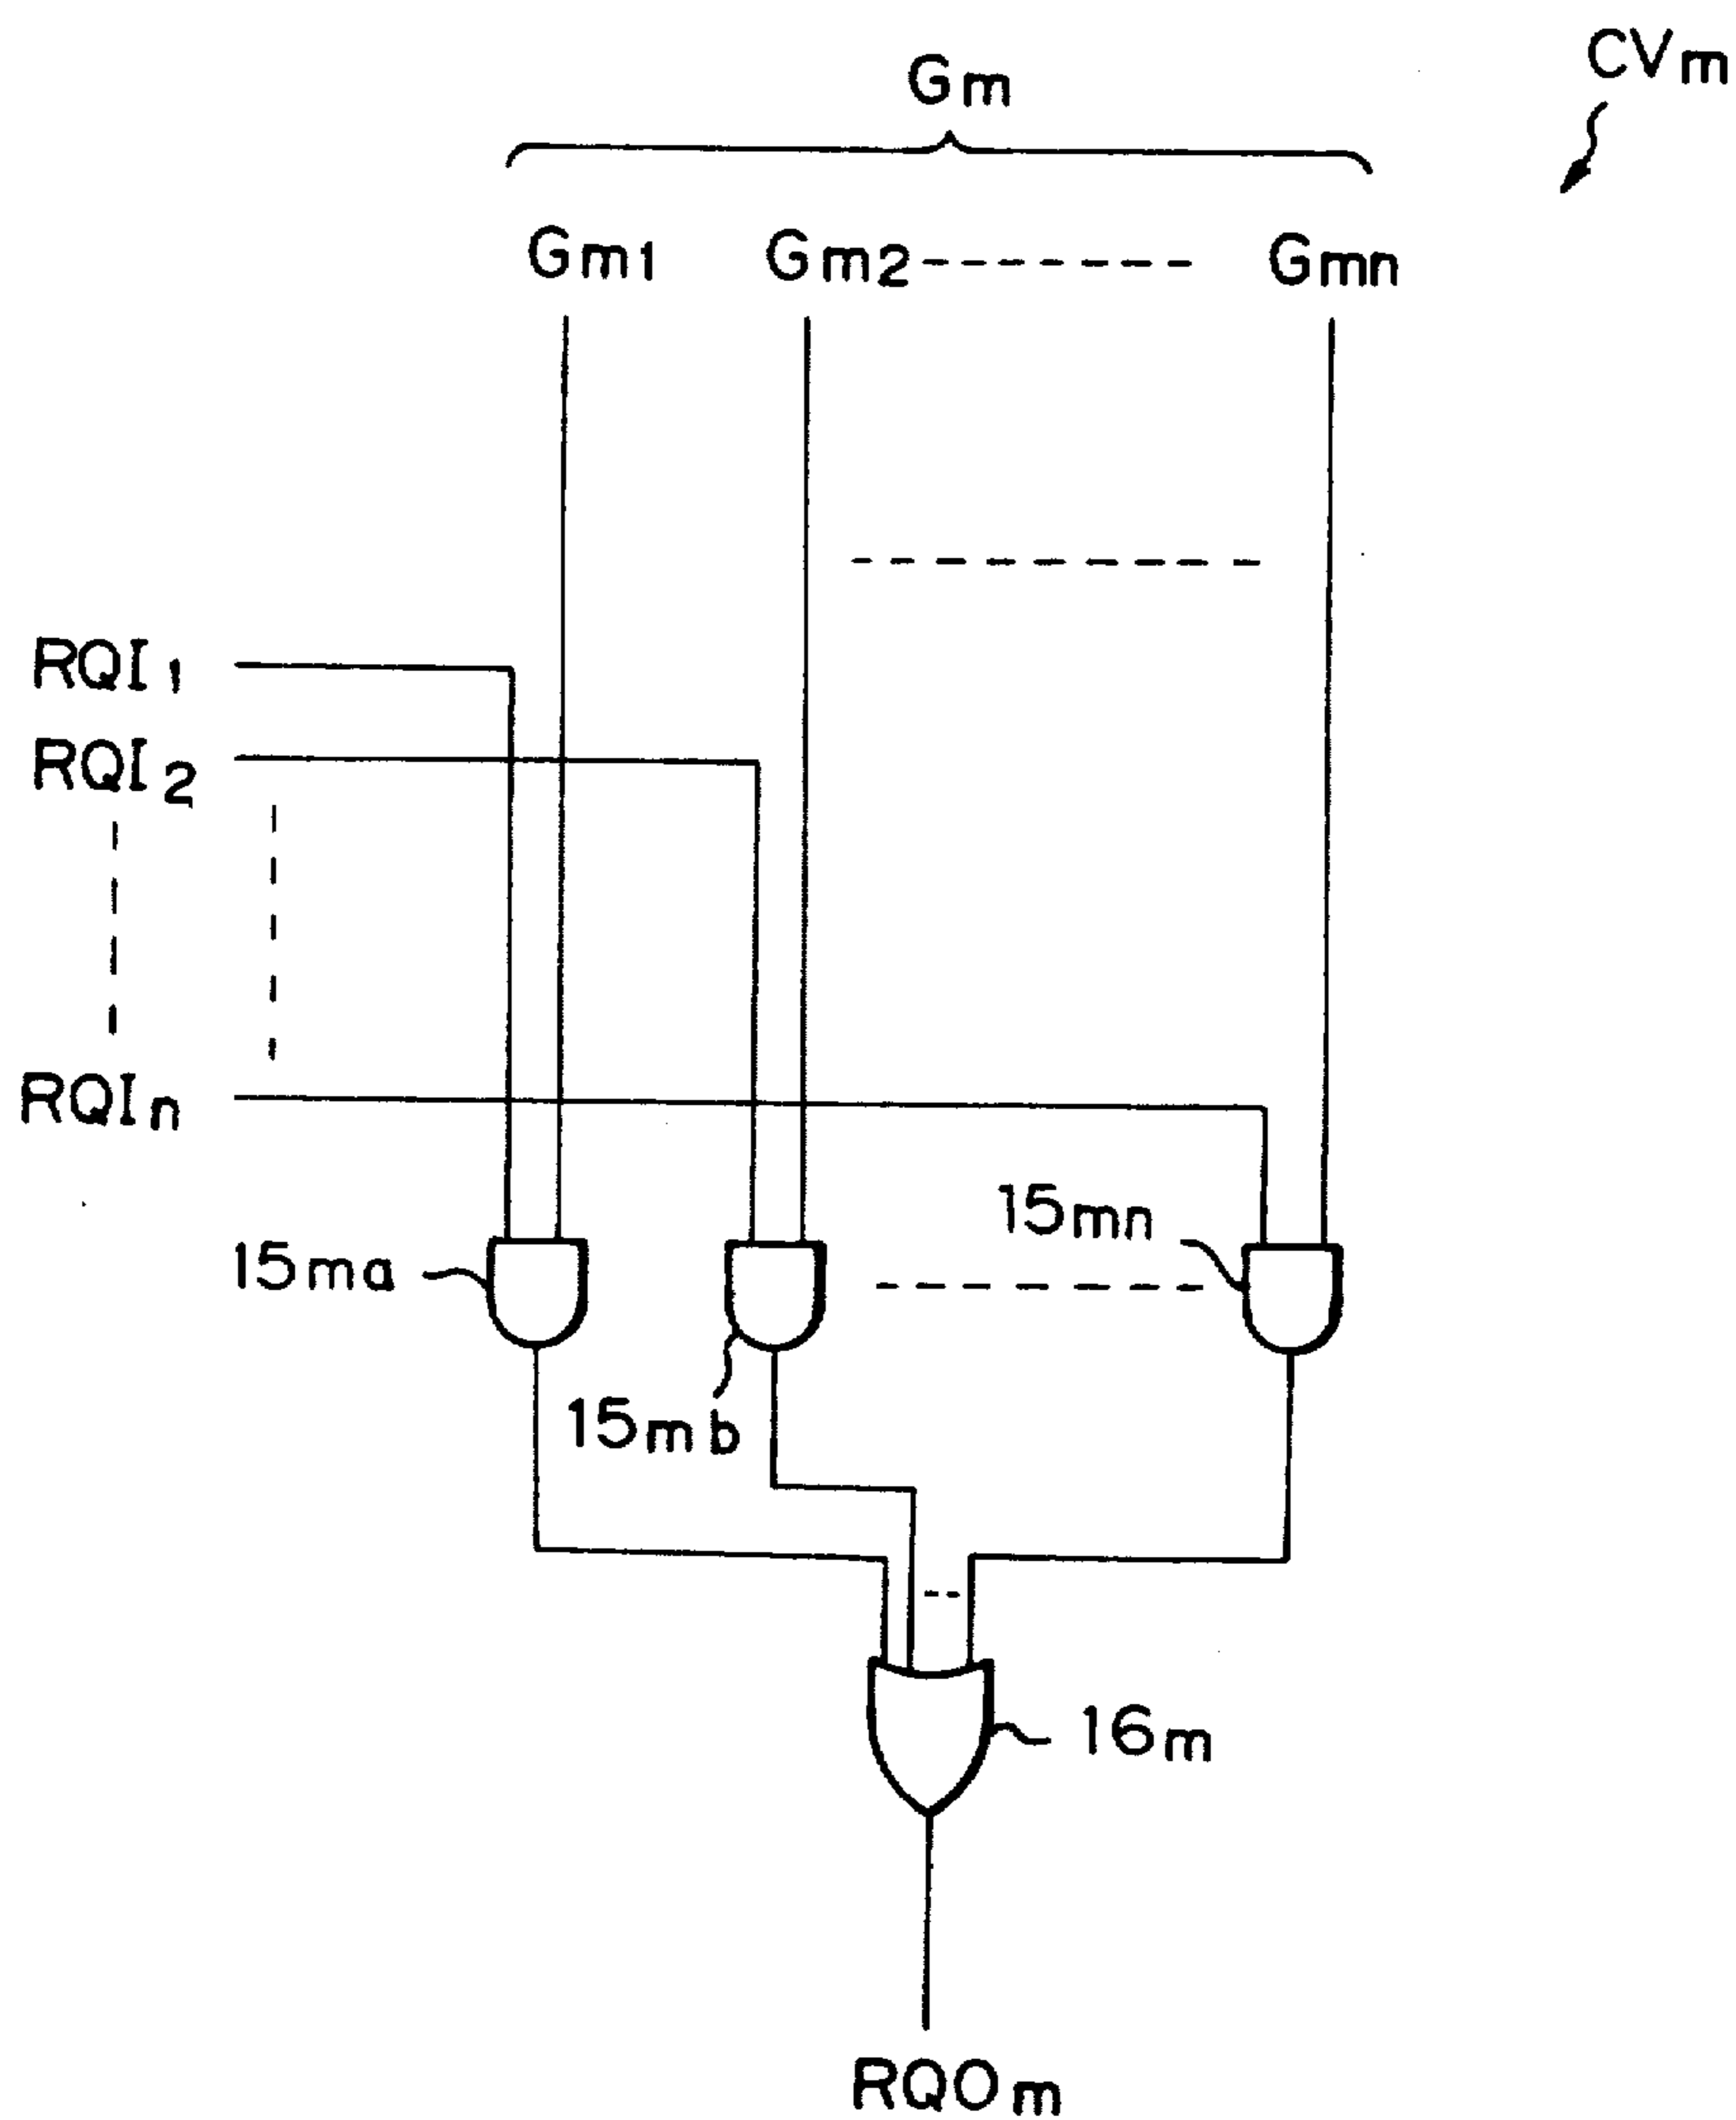 CVm
Gm
Gm1 Gm2 Gmn
RQI1
RQI2
RQIn
15mn
15ma
15mb
16m
RQOm